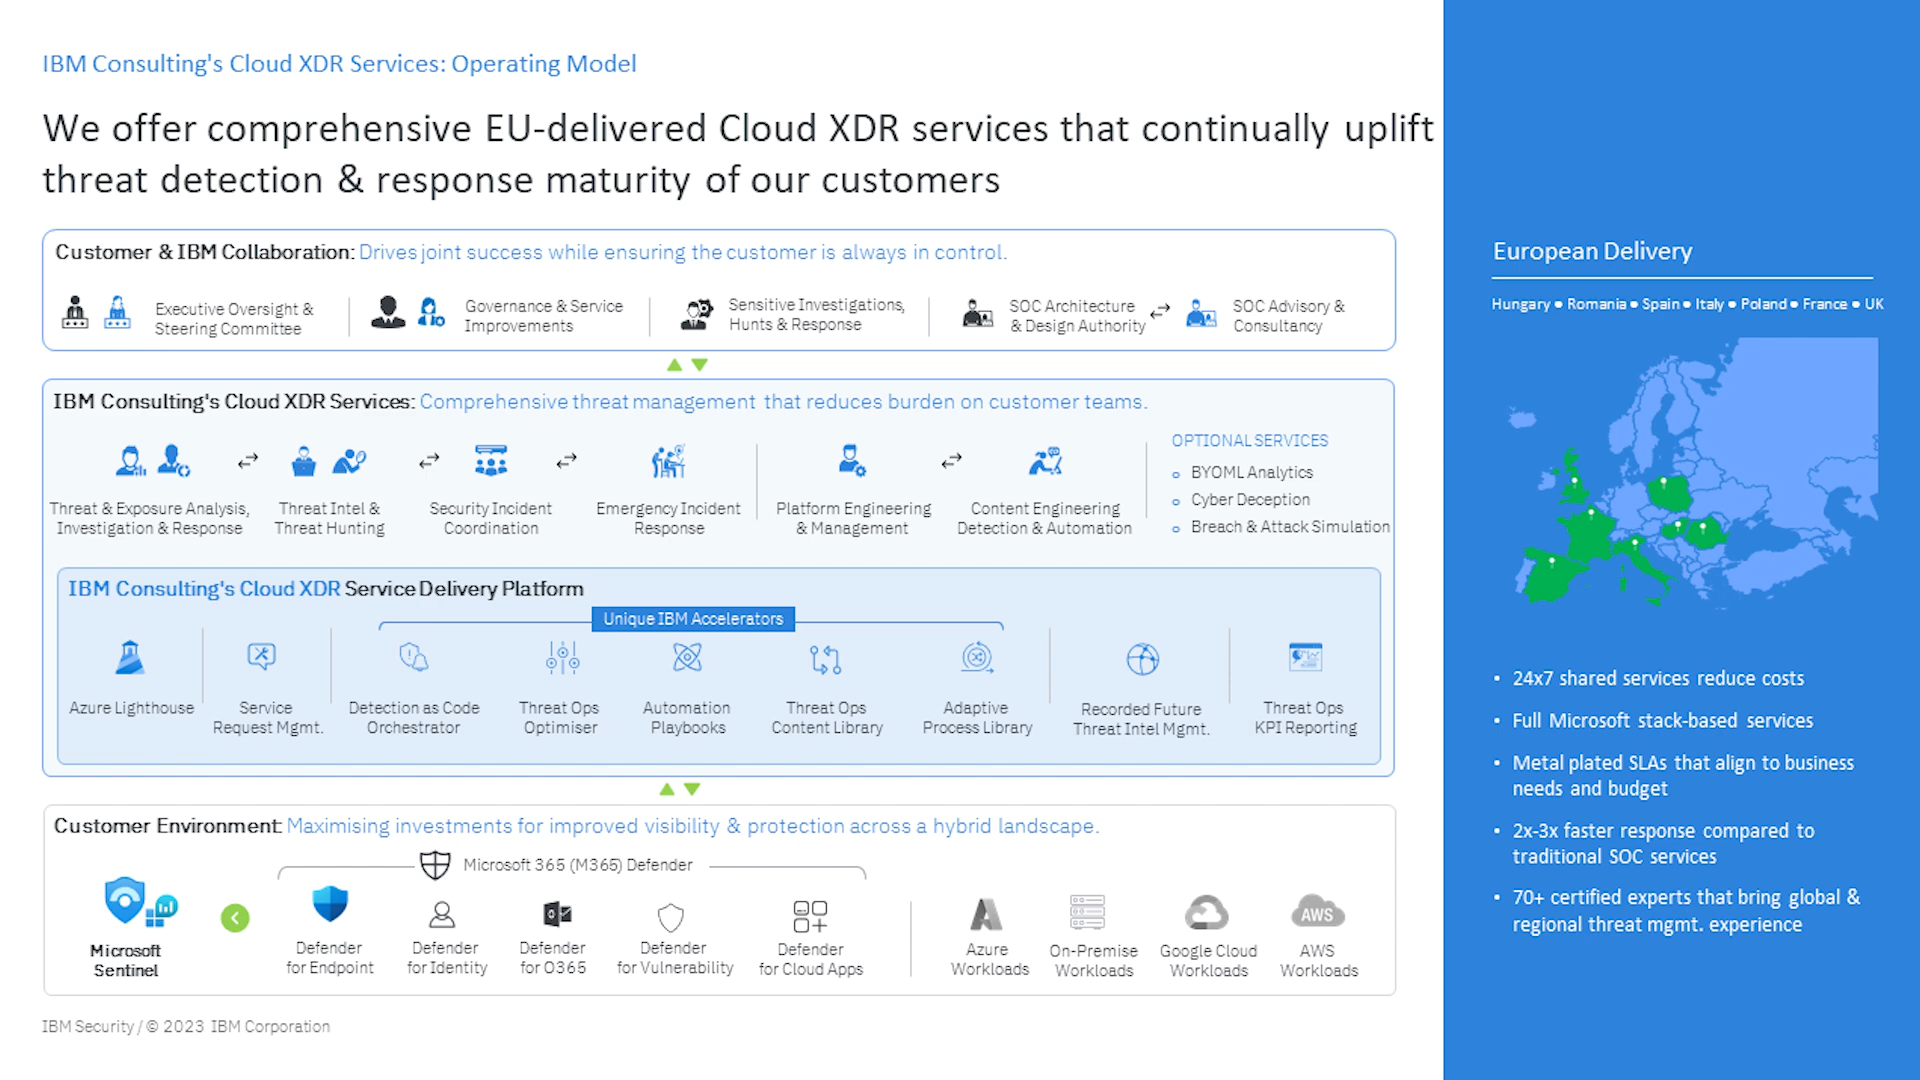 IBM Consulting's Cloud XDR Services: Operating Model
We offer comprehensive EU-delivered Cloud XDR services that continually uplift
threat detection & response maturity of our customers
Customer & IBM Collaboration: Drives joint success while ensuring the customer is always in control.
Executive Oversight &
Steering Committee
Governance & Service
Improvements
Sensitive Investigations,
Hunts & Response
SOC Architecture
& Design Authority
SOC Advisory &
Consultancy
IBM Consulting's Cloud XDR Services: Comprehensive threat management that reduces burden on customer teams.
Threat & Exposure Analysis,
Investigation & Response
Threat Intel &
Threat Hunting
Security Incident
Coordination
Emergency Incident
Response
Platform Engineering
& Management
Content Engineering
Detection & Automation
OPTIONAL SERVICES
BYOML Analytics
Cyber Deception
Breach & Attack Simulation
IBM Consulting's Cloud XDR Service Delivery Platform
Unique IBM Accelerators
Azure Lighthouse
Service
Request Mgmt.
Detection as Code
Orchestrator
Threat Ops
Optimiser
Automation
Playbooks
Threat Ops
Content Library
Adaptive
Process Library
Recorded Future
Threat Intel Mgmt.
Threat Ops
KPI Reporting
Customer Environment: Maximising investments for improved visibility & protection across a hybrid landscape.
Microsoft 365 (M365) Defender
Microsoft
Sentinel
Defender
for Endpoint
Defender
for Identity
Defender
for O365
Defender
for Vulnerability
Defender
for Cloud Apps
Azure
Workloads
On-Premise
Workloads
Google Cloud
Workloads
AWS
AWS
Workloads
IBM Security / © 2023 IBM Corporation
European Delivery
Hungary • Romania • Spain • Italy • Poland • France • UK
• 24x7 shared services reduce costs
• Full Microsoft stack-based services
• Metal plated SLAs that align to business
needs and budget
• 2x-3x faster response compared to
traditional SOC services
• 70+ certified experts that bring global &
regional threat mgmt. experience